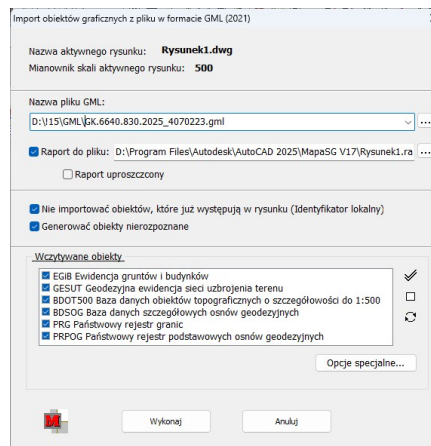 Import obiektów graficznych z pliku w formacie GML (2021)
Nazwa aktywnego rysunku: Rysunek1.dwg
Mianownik skali aktywnego rysunku: 500
Nazwa pliku GML:
D:\!15\GML\GK.6640.830.2025_4070223.gml
...
Raport do pliku: D:\Program Files\Autodesk\AutoCAD 2025\MapaSG V17\Rysunek1.ra ...
Raport uproszczony
Nie importować obiektów, które już występują w rysunku (Identyfikator lokalny)
Generować obiekty nierozpoznane
Wczytywane obiekty
EGiB Ewidencja gruntów i budynków
GESUT Geodezyjna ewidencja sieci uzbrojenia terenu
BDOT500 Baza danych obiektów topograficznych o szczegółowości do 1:500
BDSOG Baza danych szczegółowych osnów geodezyjnych
PRG Państwowy rejestr granic
PRPOG Państwowy rejestr podstawowych osnów geodezyjnych
Opcje specjalne...
M
Wykonaj
Anuluj